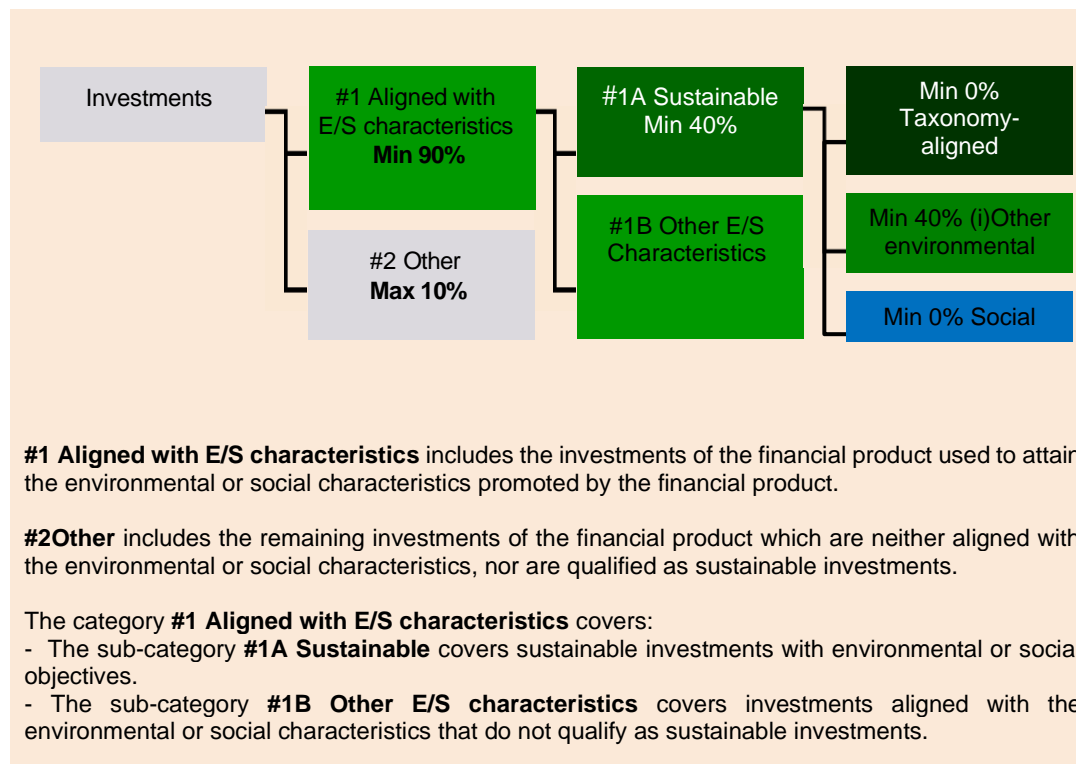 Investments
#1 Aligned with
E/S characteristics
Min 90%
#2 Other
Max 10%
#1A Sustainable
Min 40%
#1B Other E/S
Characteristics
Min 0%
Taxonomy-
aligned
Min 40% (i)Other
environmental
Min 0% Social
#1 Aligned with E/S characteristics includes the investments of the financial product used to attain
the environmental or social characteristics promoted by the financial product.
#2Other includes the remaining investments of the financial product which are neither aligned with
the environmental or social characteristics, nor are qualified as sustainable investments.
The category #1 Aligned with E/S characteristics covers:
- The sub-category #1A Sustainable covers sustainable investments with environmental or social
objectives.
- The sub-category #1B Other E/S characteristics covers investments aligned with the
environmental or social characteristics that do not qualify as sustainable investments.